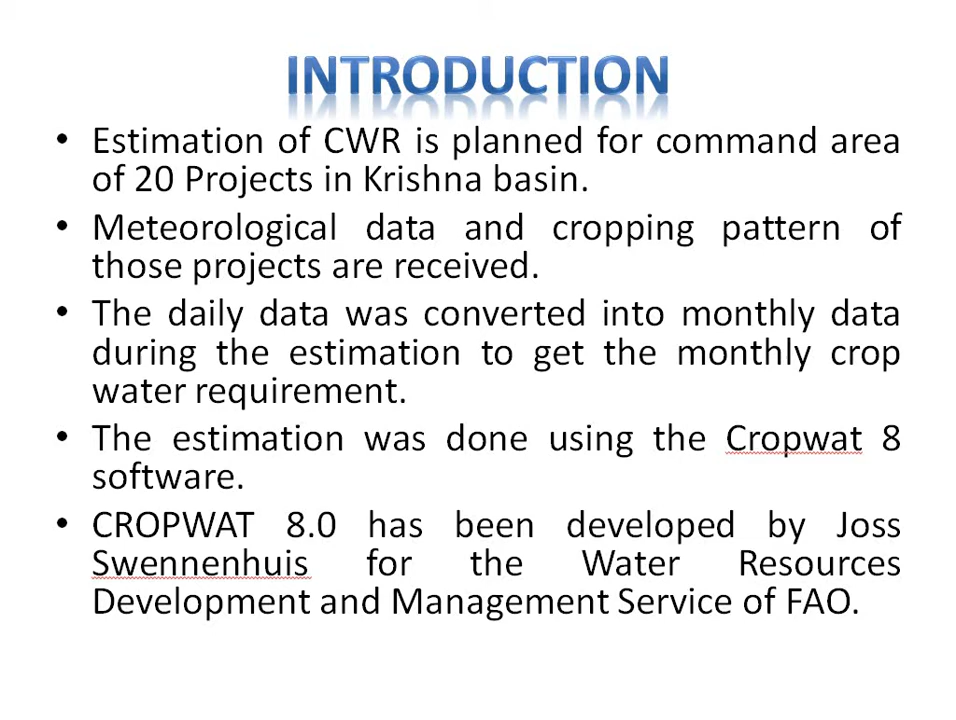 INTRODUCTION
• Estimation of CWR is planned for command area
of 20 Projects in Krishna basin.
• Meteorological data and cropping pattern of
those projects are received.
• The daily data was converted into monthly data
during the estimation to get the monthly crop
water requirement.
• The estimation was done using the Cropwat 8
software.
• CROPWAT 8.0 has been developed by Joss
Swennenhuis for the Water Resources
Development and Management Service of FAO.